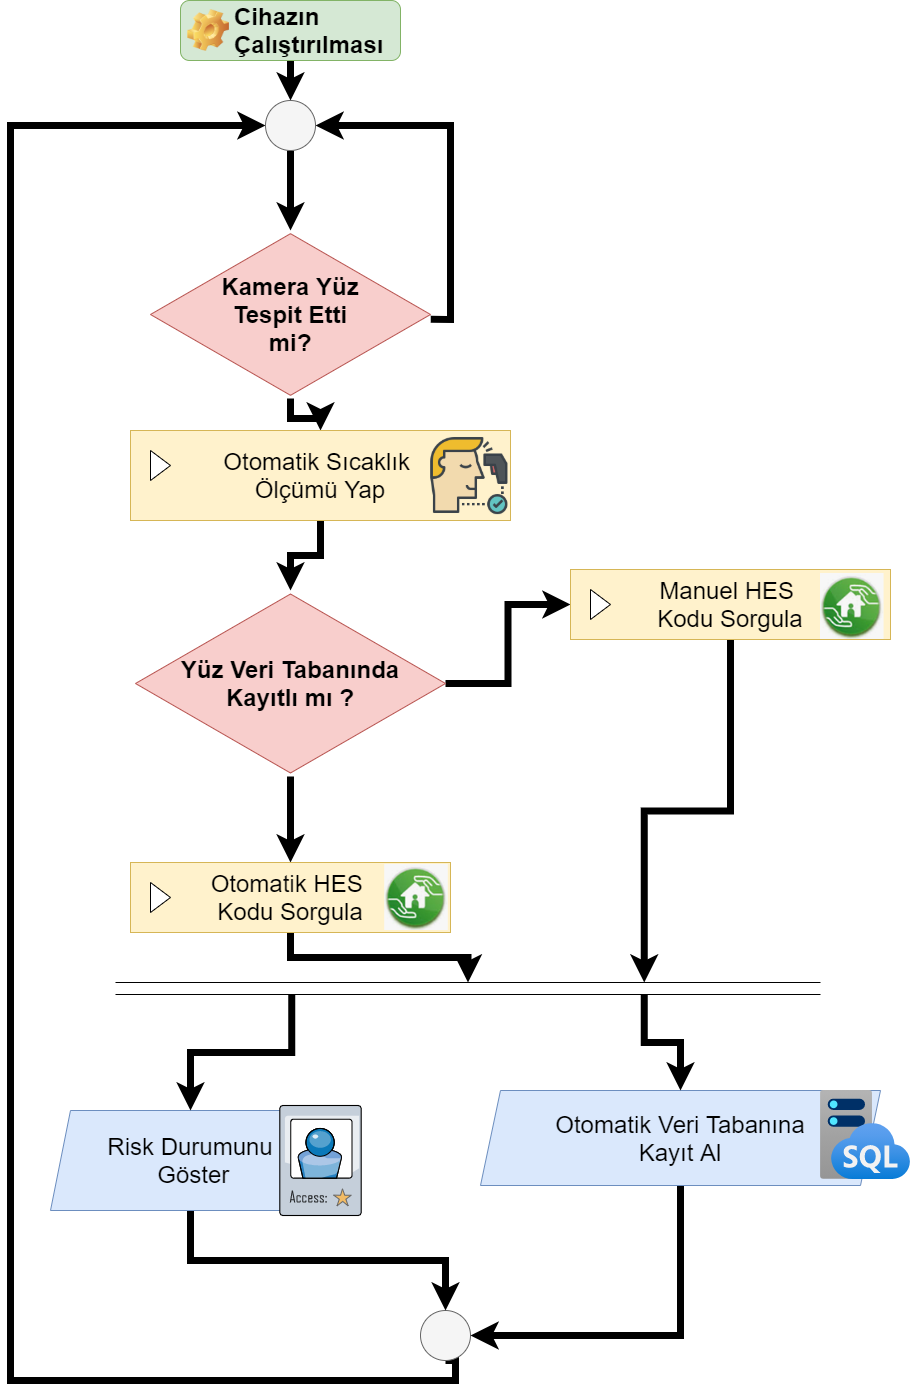 Cihazın
Çalıştırılması
Kamera Yüz
Tespit Etti
mi?
Otomatik Sıcaklık
Ölçümü Yap
Manuel HES
Kodu Sorgula
Yüz Veri Tabanında
Kayıtlı mı ?
Otomatik HES
Kodu Sorgula
Risk Durumunu
Göster
Access:
Otomatik Veri Tabanına
Kayıt Al
SQL